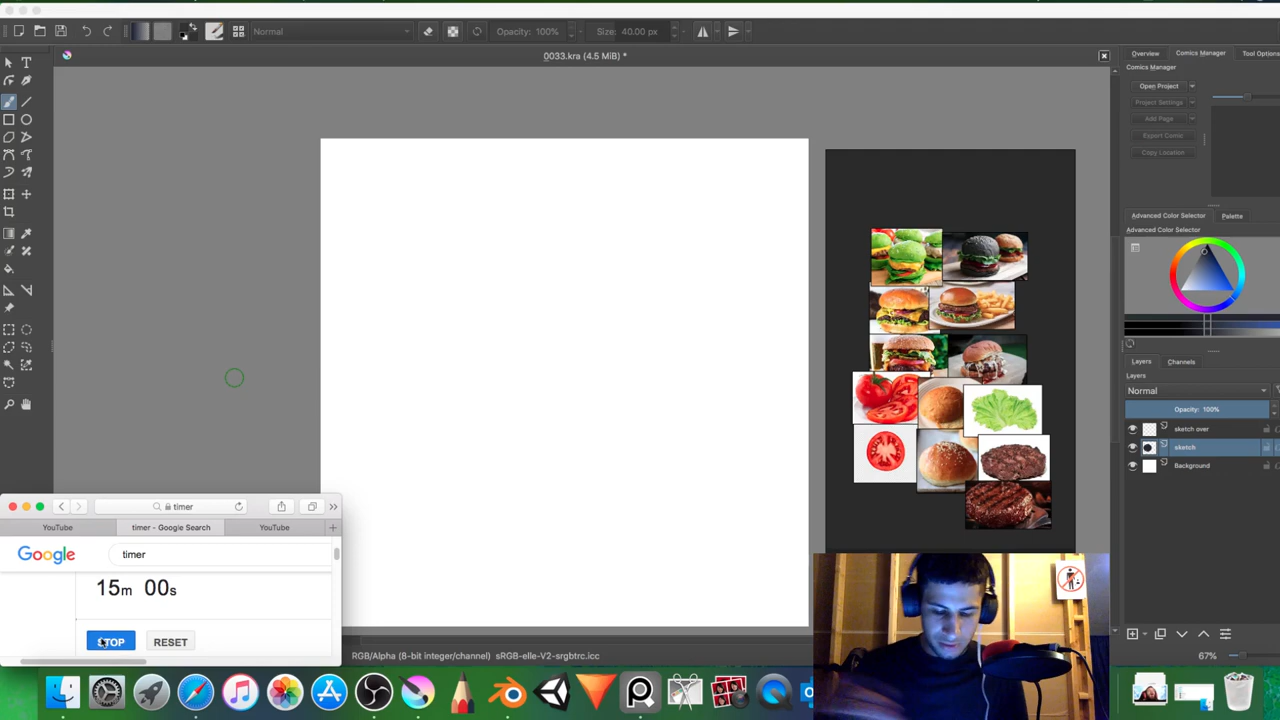 Normal
Opacity: 100%
Size: 40.00 px
0033.kra (4.5 MiB) *
Overview
Comics Manager
Tool Options
Comics Manager
Open Project
Project Settings
Add Page
Export Comic
Copy Location
Advanced Color Selector
Palette
Advanced Color Selector
Layers
Channels
Layers
Normal
Opacity: 100%
sketch over
sketch
Background
timer
YouTube
timer - Google Search
YouTube
Google
timer
15m 00s
STOP
RESET
RGB/Alpha (8-bit integer/channel) sRGB-elle-V2-srgbtrc.icc
67%